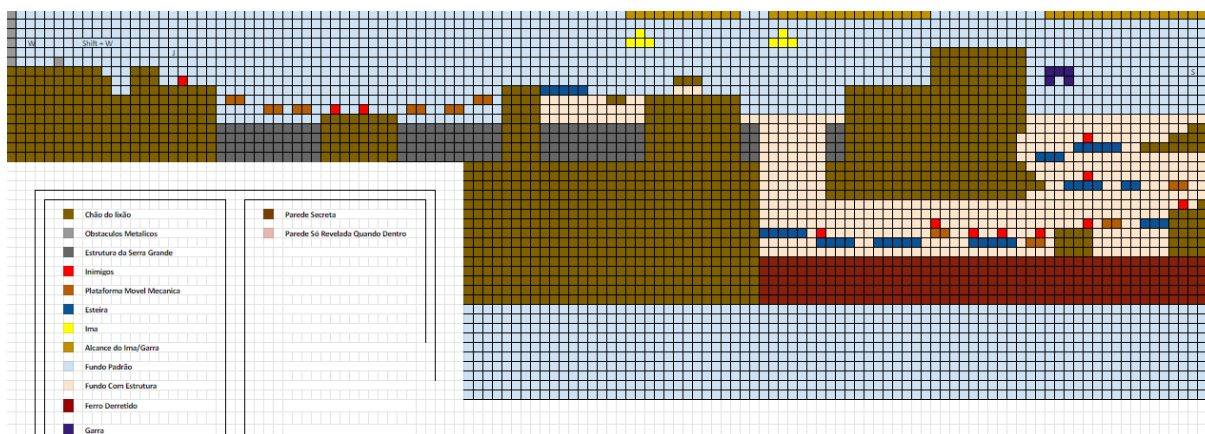 W
Shift = W
J
S
Chão do lixão
Obstaculos Metalicos
Estrutura da Serra Grande
Inimigos
Plataforma Movel Mecanica
Esteira
Ima
Alcance do Ima/Garra
Fundo Padrão
Fundo Com Estrutura
Ferro Derretido
Garra
Parede Secreta
Parede Só Revelada Quando Dentro